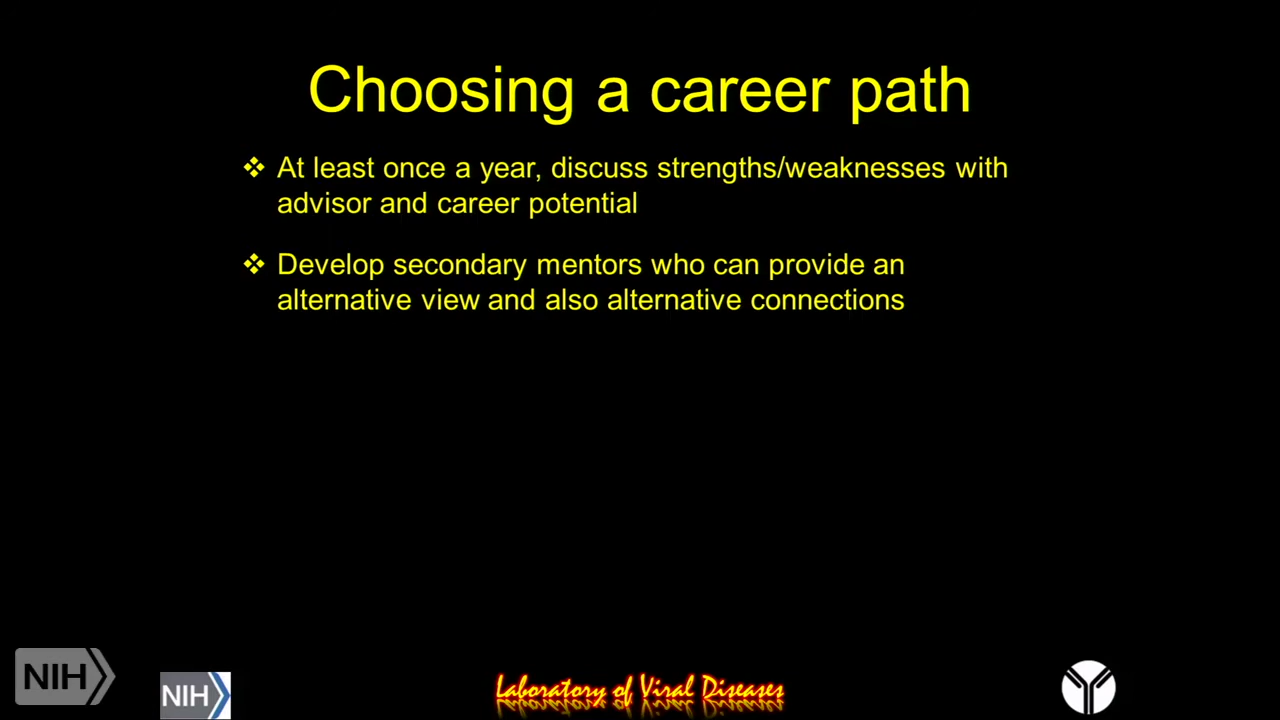 Choosing a career path
❖ At least once a year, discuss strengths/weaknesses with
advisor and career potential
❖ Develop secondary mentors who can provide an
alternative view and also alternative connections
NIH
NIH
Laboratory of Viral Diseases